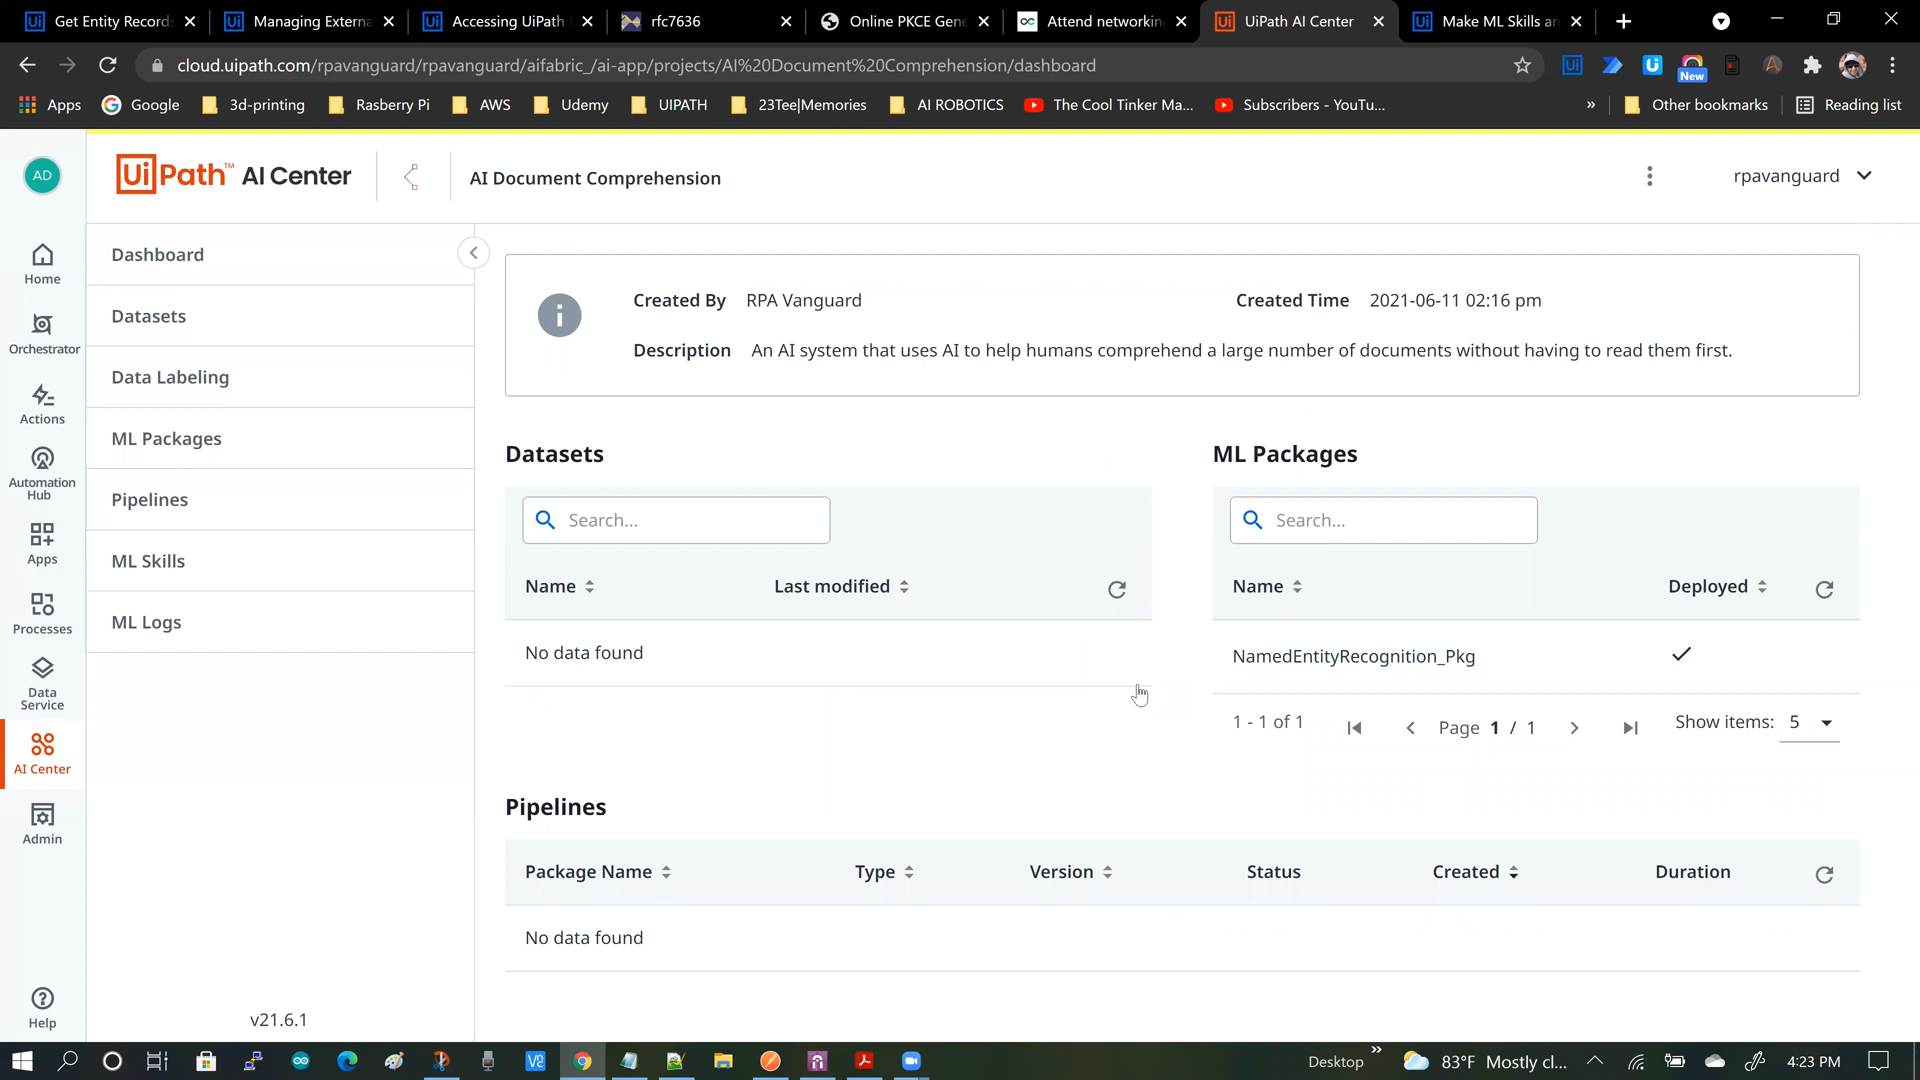 Get Entity Records
Managing Externa
Accessing UiPath
rfc7636
Online PKCE Gene
Attend networkin
UiPath AI Center
Make ML Skills an
cloud.uipath.com/rpavanguard/rpavanguard/aifabric_/ai-app/projects/AI%20Document%20Comprehension/dashboard
New
Apps
Google
3d-printing
Rasberry Pi
AWS
Udemy
UIPATH
23Tee|Memories
AI ROBOTICS
The Cool Tinker Ma...
Subscribers - YouTu...
»
Other bookmarks
Reading list
AD
UiPath™ AI Center
AI Document Comprehension
rpavanguard
Home
Orchestrator
Actions
Automation
Hub
Apps
Processes
Data
Service
AI Center
Admin
Help
Dashboard
Datasets
Data Labeling
ML Packages
Pipelines
ML Skills
ML Logs
v21.6.1
Created By RPA Vanguard
Created Time 2021-06-11 02:16 pm
Description An AI system that uses AI to help humans comprehend a large number of documents without having to read them first.
Datasets
Search...
Name Last modified
No data found
ML Packages
Search...
Name Deployed
NamedEntityRecognition_Pkg
1 - 1 of 1 Page 1 / 1 Show items: 5
Pipelines
Package Name Type Version Status Created Duration
No data found
Desktop
83°F Mostly cl...
4:23 PM